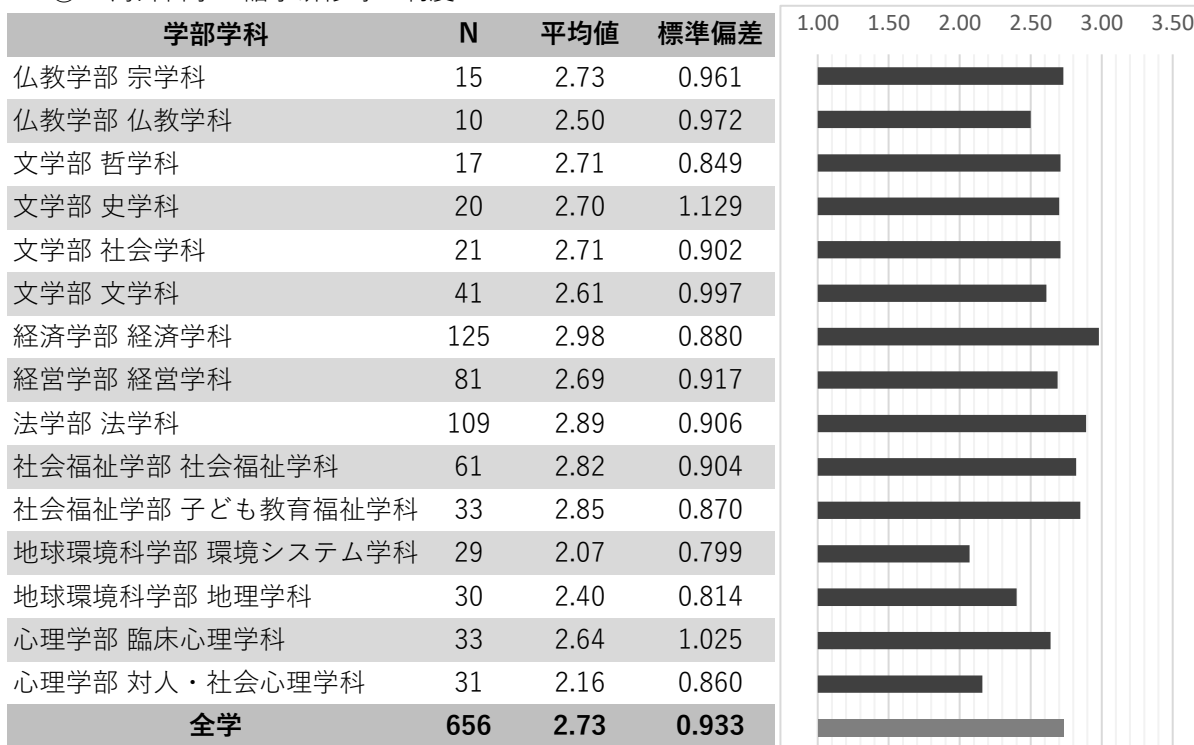 学部学科 N 平均値 標準偏差
1.00 1.50 2.00 2.50 3.00 3.50
仏教学部 宗学科 15 2.73 0.961
仏教学部 仏教学科 10 2.50 0.972
文学部 哲学科 17 2.71 0.849
文学部 史学科 20 2.70 1.129
文学部 社会学科 21 2.71 0.902
文学部 文学科 41 2.61 0.997
経済学部 経済学科 125 2.98 0.880
経営学部 経営学科 81 2.69 0.917
法学部 法学科 109 2.89 0.906
社会福祉学部 社会福祉学科 61 2.82 0.904
社会福祉学部 子ども教育福祉学科 33 2.85 0.870
地球環境科学部 環境システム学科 29 2.07 0.799
地球環境科学部 地理学科 30 2.40 0.814
心理学部 臨床心理学科 33 2.64 1.025
心理学部 対人・社会心理学科 31 2.16 0.860
全学 656 2.73 0.933